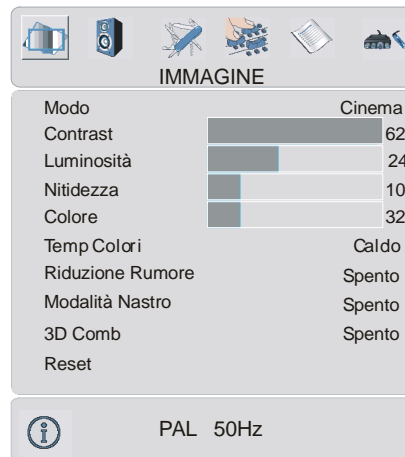 IMMAGINE
Modo Cinema
Contrast 62
Luminosità 24
Nitidezza 10
Colore 32
Temp Colori Caldo
Riduzione Rumore Spento
Modalità Nastro Spento
3D Comb Spento
Reset
PAL 50Hz